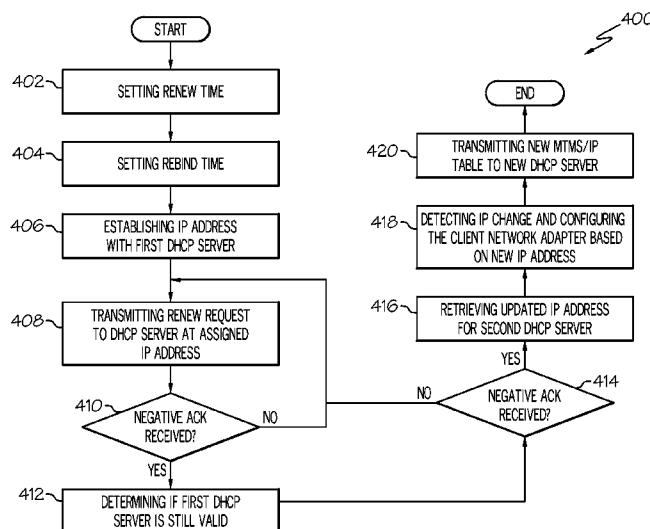 400
START
402
SETTING RENEW TIME
404
SETTING REBIND TIME
406
ESTABLISHING IP ADDRESS
WITH FIRST DHCP SERVER
408
TRANSMITTING RENEW REQUEST
TO DHCP SERVER AT ASSIGNED
IP ADDRESS
410
NEGATIVE ACK
RECEIVED?
NO
YES
412
DETERMINING IF FIRST DHCP
SERVER IS STILL VALID
414
NEGATIVE ACK
RECEIVED?
NO
YES
416
RETRIEVING UPDATED IP ADDRESS
FOR SECOND DHCP SERVER
418
DETECTING IP CHANGE AND CONFIGURING
THE CLIENT NETWORK ADAPTER BASED
ON NEW IP ADDRESS
420
TRANSMITTING NEW MTMS/IP
TABLE TO NEW DHCP SERVER
END